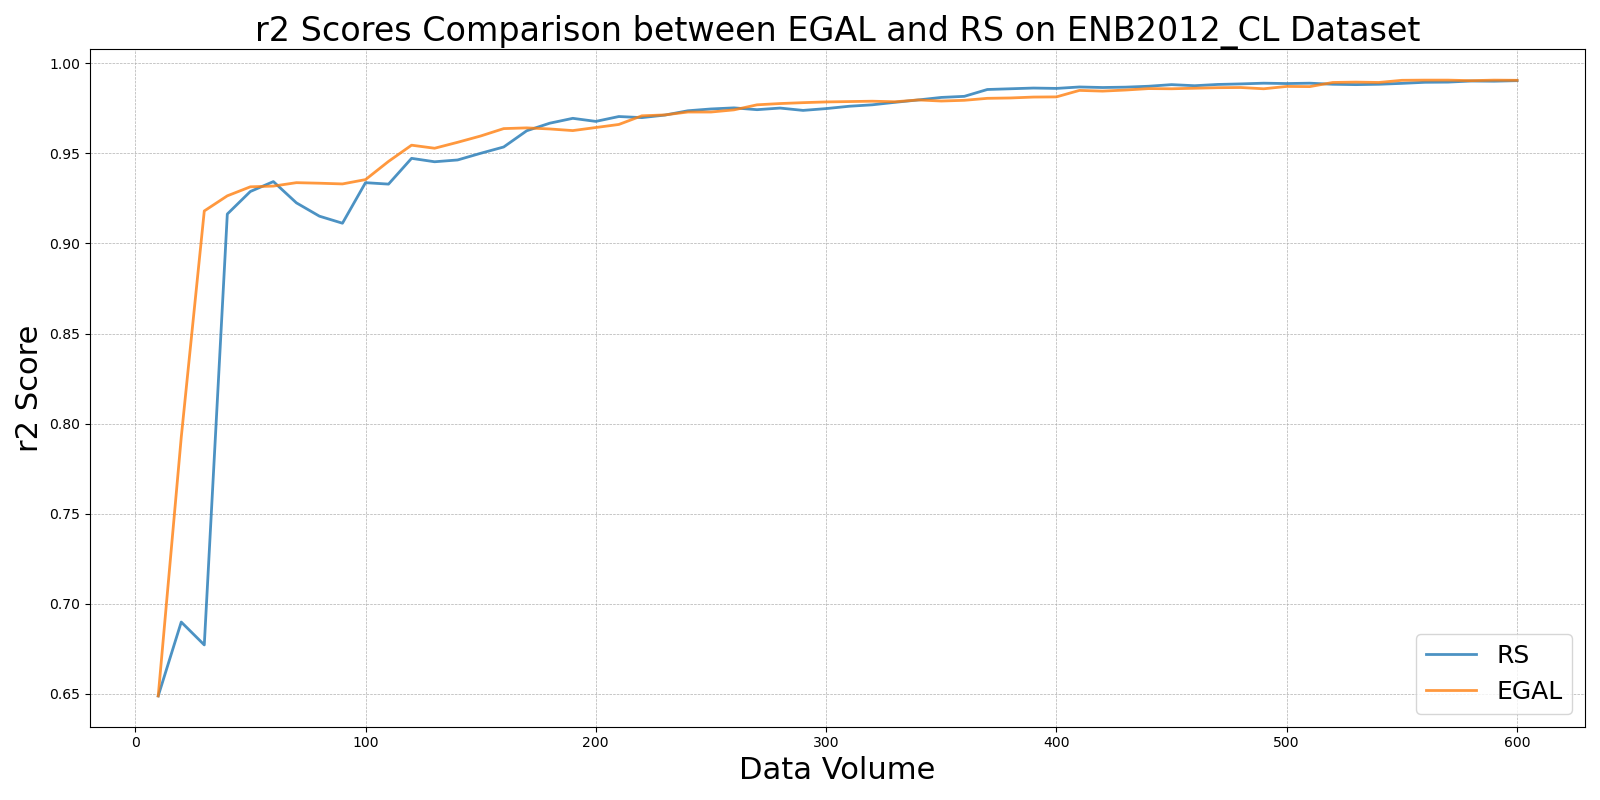 r2 Scores Comparison between EGAL and RS on ENB2012_CL Dataset
r2 Score
1.00
0.95
0.90
0.85
0.80
0.75
0.70
0.65
RS
EGAL
0 100 200 300 400 500 600
Data Volume